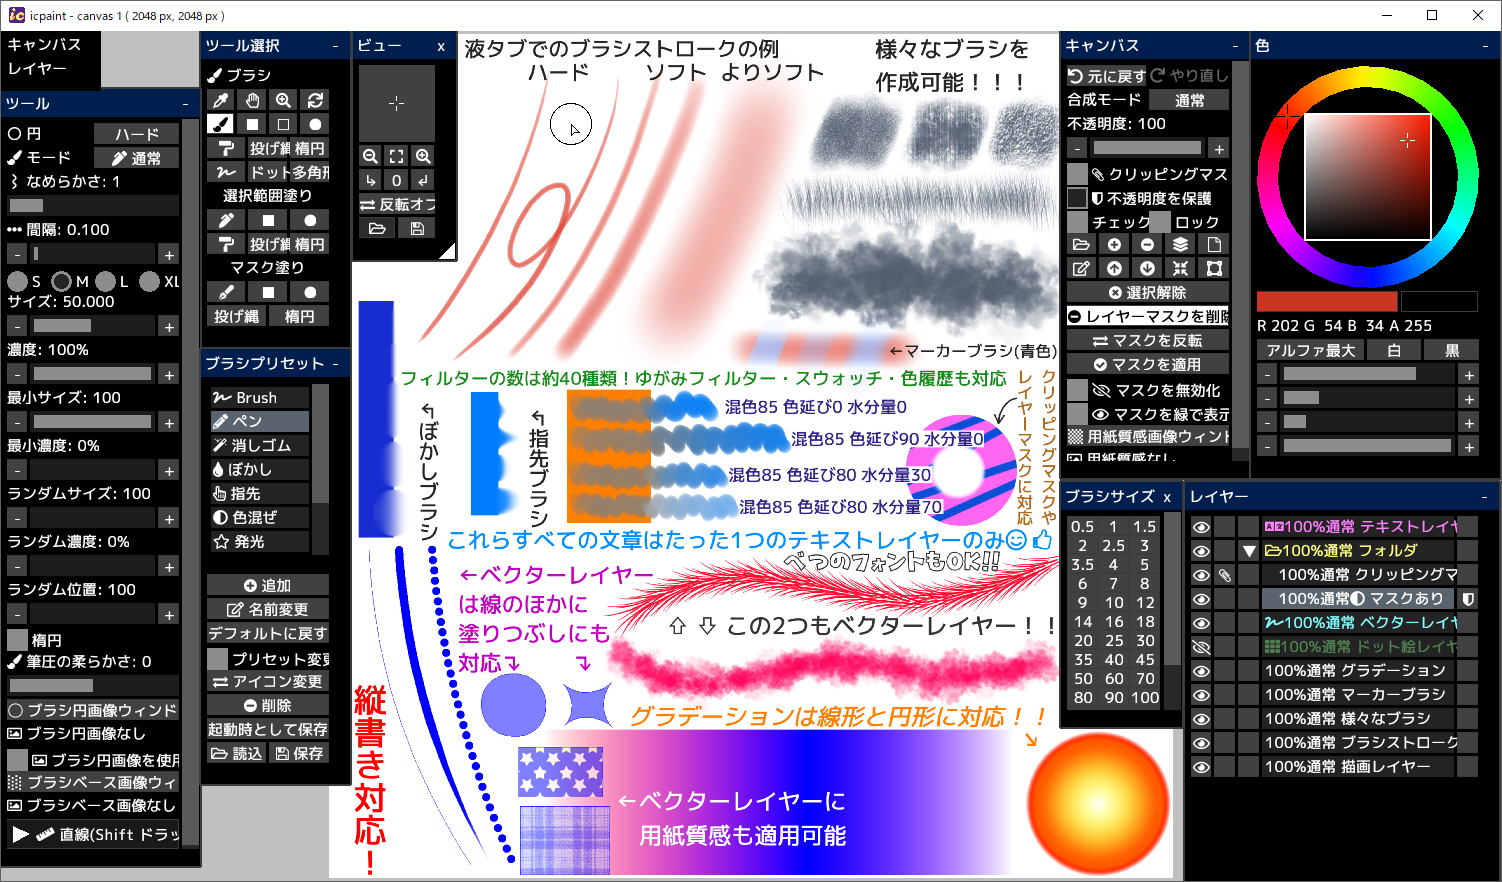 icpaint - canvas 1 ( 2048 px, 2048 px )
キャンバス
レイヤー
ツール -
円 ハード
モード 通常
なめらかさ: 1
間隔: 0.100
- +
S M L XL
サイズ: 50.000
- +
濃度: 100%
- +
最小サイズ: 100
- +
最小濃度: 0%
- +
ランダムサイズ: 100
- +
ランダム濃度: 0%
- +
ランダム位置: 100
- +
楕円
筆圧の柔らかさ: 0
ブラシ円画像ウィンド
ブラシ円画像なし
ブラシ円画像を使用
ブラシベース画像ウィ
ブラシベース画像なし
直線(Shift ドラッ
ツール選択 -
ブラシ
投げ縄 楕円
ドット 多角形
選択範囲塗り
投げ縄 楕円
マスク塗り
投げ縄 楕円
ブラシプリセット -
Brush
ペン
消しゴム
ぼかし
指先
色混ぜ
発光
追加
名前変更
デフォルトに戻す
プリセット変更
アイコン変更
削除
起動時として保存
読込 保存
ビュー x
0
反転オフ
液タブでのブラシストロークの例
ハード ソフト よりソフト
様々なブラシを
作成可能！！！
←マーカーブラシ(青色)
フィルターの数は約40種類！ゆがみフィルター・スウォッチ・色履歴も対応
↰ぼかしブラシ
↰指先ブラシ
混色85 色延び0 水分量0
混色85 色延び90 水分量0
混色85 色延び80 水分量30
混色85 色延び80 水分量70
クリッピングマスクや
レイヤーマスクに対応
これらすべての文章はたった1つのテキストレイヤーのみ
べつのフォントもOK!!
←ベクターレイヤー
は線のほかに
塗りつぶしにも
対応↴ ↴
⇧ ⇩ この2つもベクターレイヤー！！
グラデーションは線形と円形に対応！！
↘
縦書き対応！
←ベクターレイヤーに
用紙質感も適用可能
キャンバス -
元に戻す やり直し
合成モード 通常
不透明度: 100
- +
クリッピングマス
不透明度を保護
チェック ロック
選択解除
レイヤーマスクを削除
マスクを反転
マスクを適用
マスクを無効化
マスクを緑で表示
用紙質感画像ウィンド
用紙質感なし
色 -
R 202 G 54 B 34 A 255
アルファ最大 白 黒
- +
- +
- +
- +
ブラシサイズ x
0.5 1 1.5
2 2.5 3
3.5 4 5
6 7 8
9 10 12
14 16 18
20 25 30
35 40 45
50 60 70
80 90 100
レイヤー -
100%通常 テキストレイヤ
100%通常 フォルダ
100%通常 クリッピングマ
100%通常 マスクあり
100%通常 ベクターレイヤ
100%通常 ドット絵レイヤ
100%通常 グラデーション
100%通常 マーカーブラシ
100%通常 様々なブラシ
100%通常 ブラシストローク
100%通常 描画レイヤー